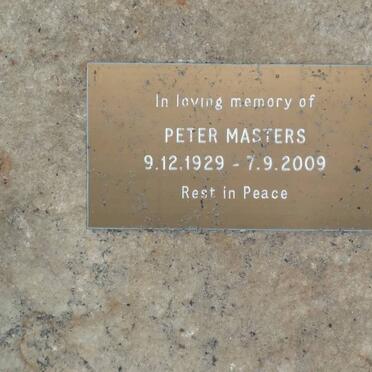 In loving memory of
PETER MASTERS
9.12.1929 - 7.9.2009
Rest in Peace